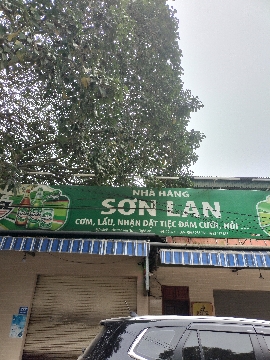 NHÀ HÀNG
SƠN LAN
CƠM, LẨU, NHẬN ĐẶT TIỆC ĐÁM CƯỚI, HỎI ...